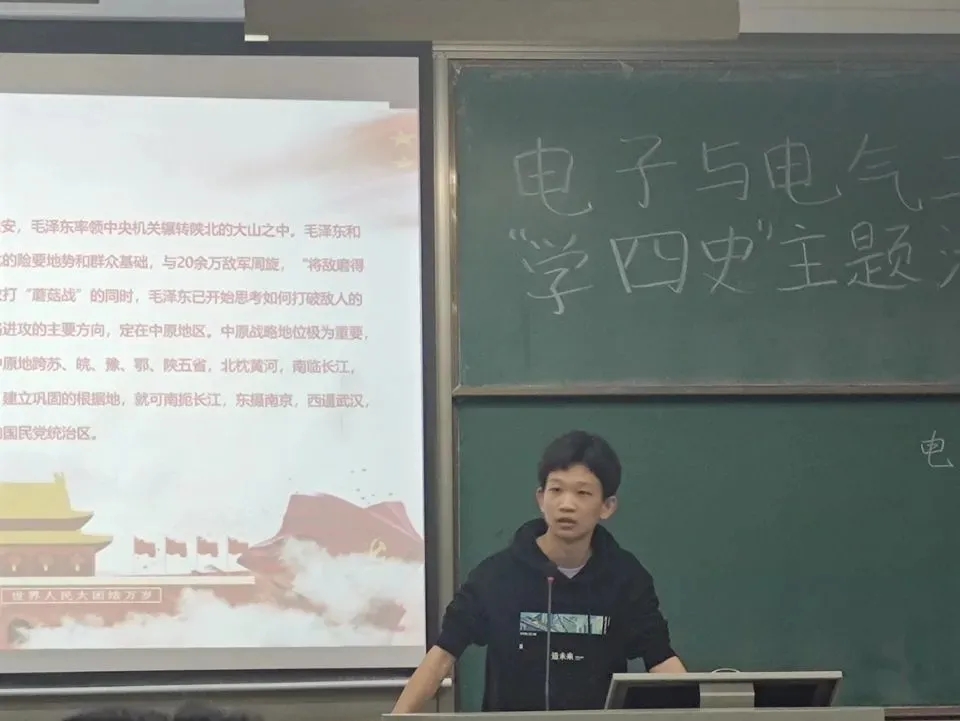 安，毛泽东率领中央机关辗转陕北的大山之中。毛泽东和
的险要地势和群众基础，与20余万敌军周旋，“将敌磨得
打“蘑菇战”的同时，毛泽东已开始思考如何打破敌人的
进攻的主要方向，定在中原地区。中原战略地位极为重要，
原地跨苏、皖、豫、鄂、陕五省，北枕黄河，南临长江，
建立巩固的根据地，就可南扼长江，东摄南京，西逼武汉，
国民党统治区。
世界人民大团结万岁
电子与电气
“学四史”主题
电
造未来